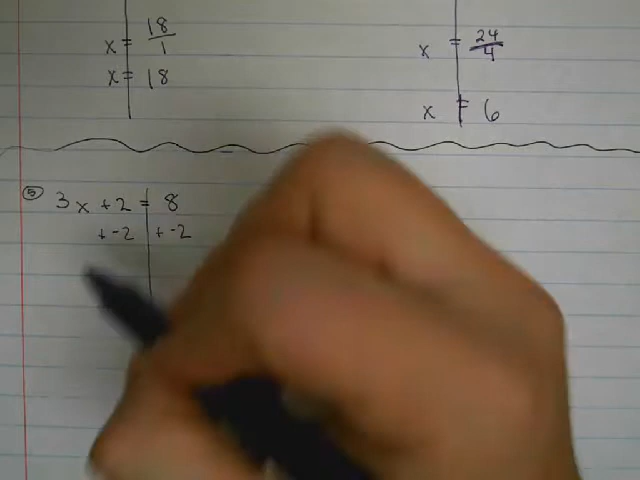 x = 18/1
x = 18
x = 24/4
x = 6
⑤ 3x + 2 = 8
+ -2 + -2